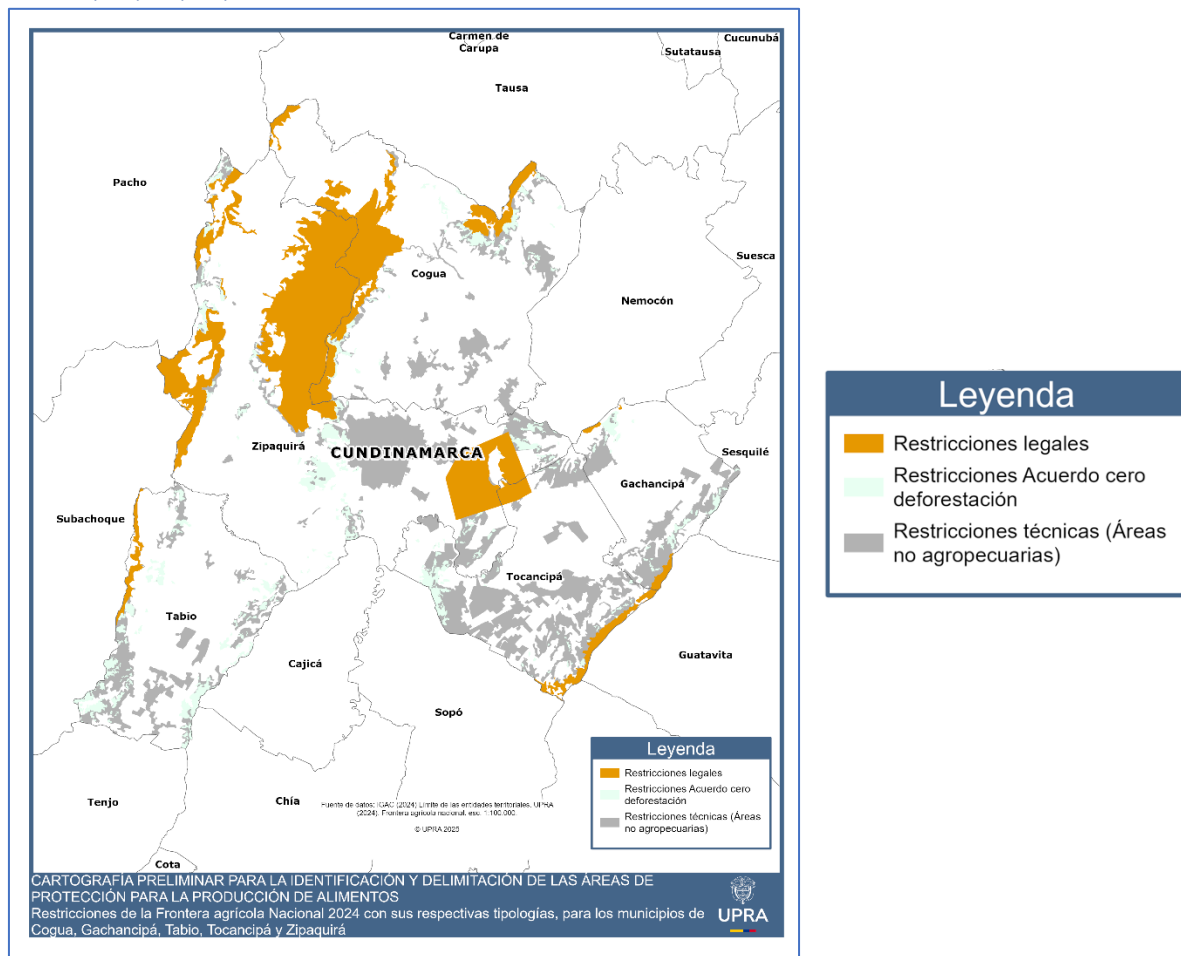 Carmen de
Carupa
Cucunubá
Sutatausa
Tausa
Pacho
Suesca
Cogua
Nemocón
Zipaquirá
CUNDINAMARCA
Sesquilé
Gachancipá
Subachoque
Tocancipá
Tabio
Guatavita
Cajicá
Sopó
Tenjo
Chía
Cota
Fuente de datos: IGAC (2024) Límite de las entidades territoriales. UPRA
(2024). Frontera agrícola nacional. esc. 1:100.000.
© UPRA 2025
Leyenda
Restricciones legales
Restricciones Acuerdo cero
deforestación
Restricciones técnicas (Áreas
no agropecuarias)
CARTOGRAFÍA PRELIMINAR PARA LA IDENTIFICACIÓN Y DELIMITACIÓN DE LAS ÁREAS DE
PROTECCIÓN PARA LA PRODUCCIÓN DE ALIMENTOS
Restricciones de la Frontera agrícola Nacional 2024 con sus respectivas tipologías, para los municipios de
Cogua, Gachancipá, Tabio, Tocancipá y Zipaquirá
UPRA
Leyenda
Restricciones legales
Restricciones Acuerdo cero
deforestación
Restricciones técnicas (Áreas
no agropecuarias)